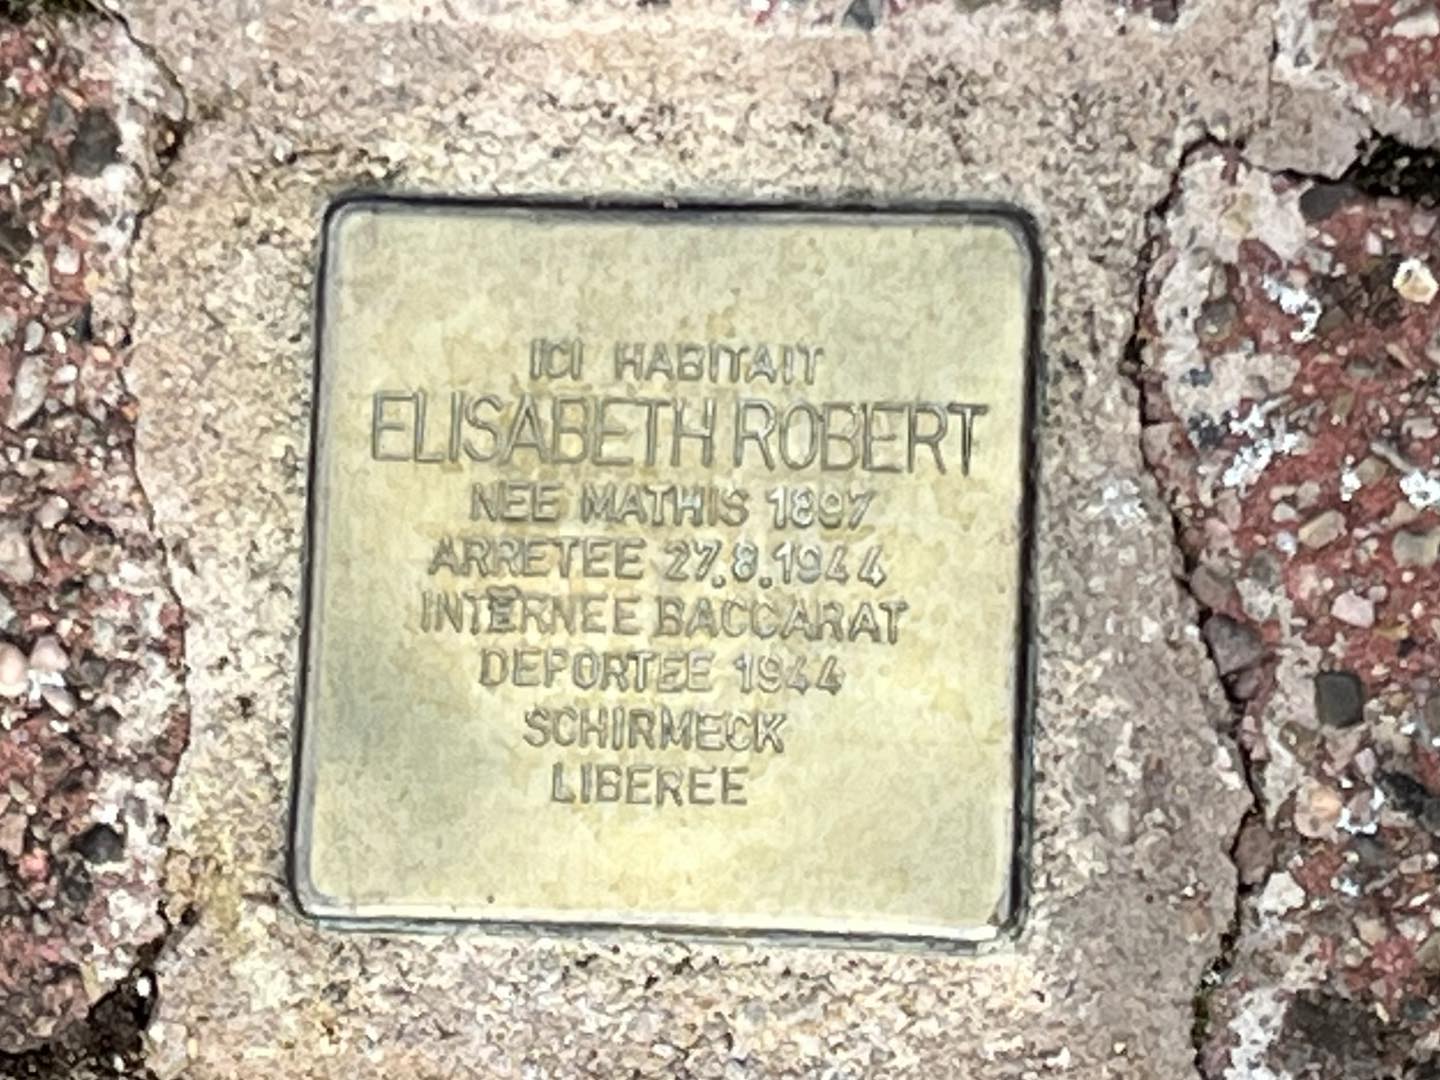 ICI HABITAIT
ELISABETH ROBERT
NEE MATHIS 1897
ARRETEE 27.8.1944
INTERNEE BACCARAT
DEPORTEE 1944
SCHIRMECK
LIBEREE